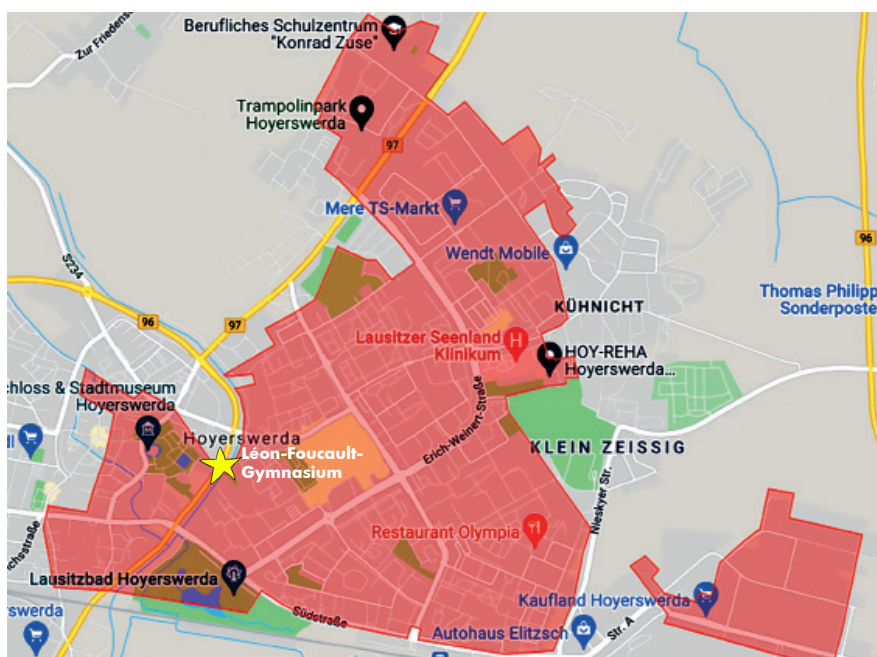 Zur Friedens
Berufliches Schulzentrum
"Konrad Zuse"
Trampolinpark
Hoyerswerda
97
Mere TS-Markt
Wendt Mobile
S234
96
97
96
KÜHNICHT
Thomas Philipp
Sonderposte
Lausitzer Seenland
Klinikum
HOY-REHA
Hoyerswerda...
chloss & Stadtmuseum
Hoyerswerda
Hoyerswerda
Erich-Weinert-Straße
KLEIN ZEISSIG
Léon-Foucault-
Gymnasium
Nieskyer Str.
Restaurant Olympia
Lausitzbad Hoyerswerda
Südstraße
Kaufland Hoyerswerda
Autohaus Elitzsch
Str. A
swerda